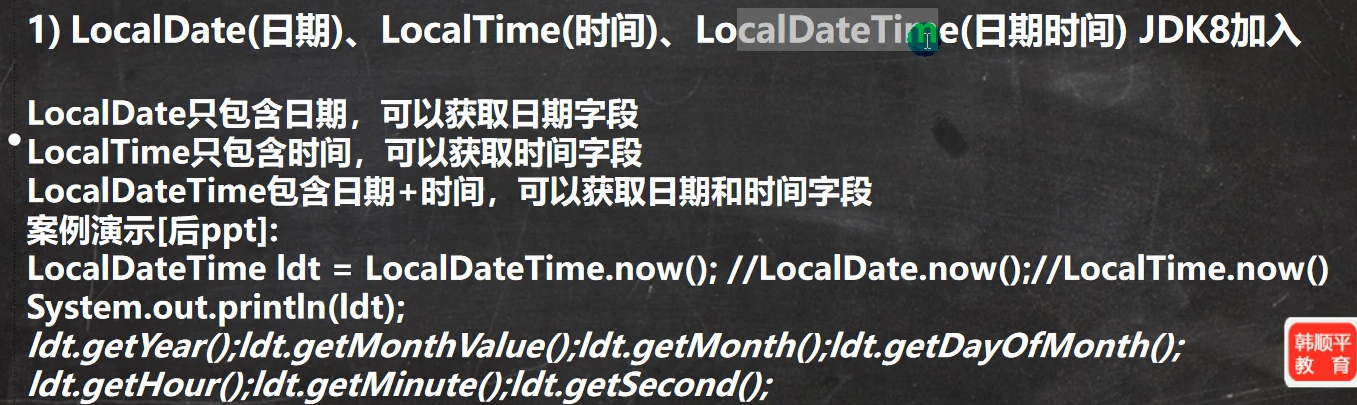 1) LocalDate(日期)、LocalTime(时间)、LocalDateTime(日期时间) JDK8加入
LocalDate只包含日期，可以获取日期字段
LocalTime只包含时间，可以获取时间字段
LocalDateTime包含日期+时间，可以获取日期和时间字段
案例演示[后ppt]:
LocalDateTime ldt = LocalDateTime.now(); //LocalDate.now();//LocalTime.now()
System.out.println(ldt);
ldt.getYear();ldt.getMonthValue();ldt.getMonth();ldt.getDayOfMonth();
ldt.getHour();ldt.getMinute();ldt.getSecond();
韩顺平
教 育